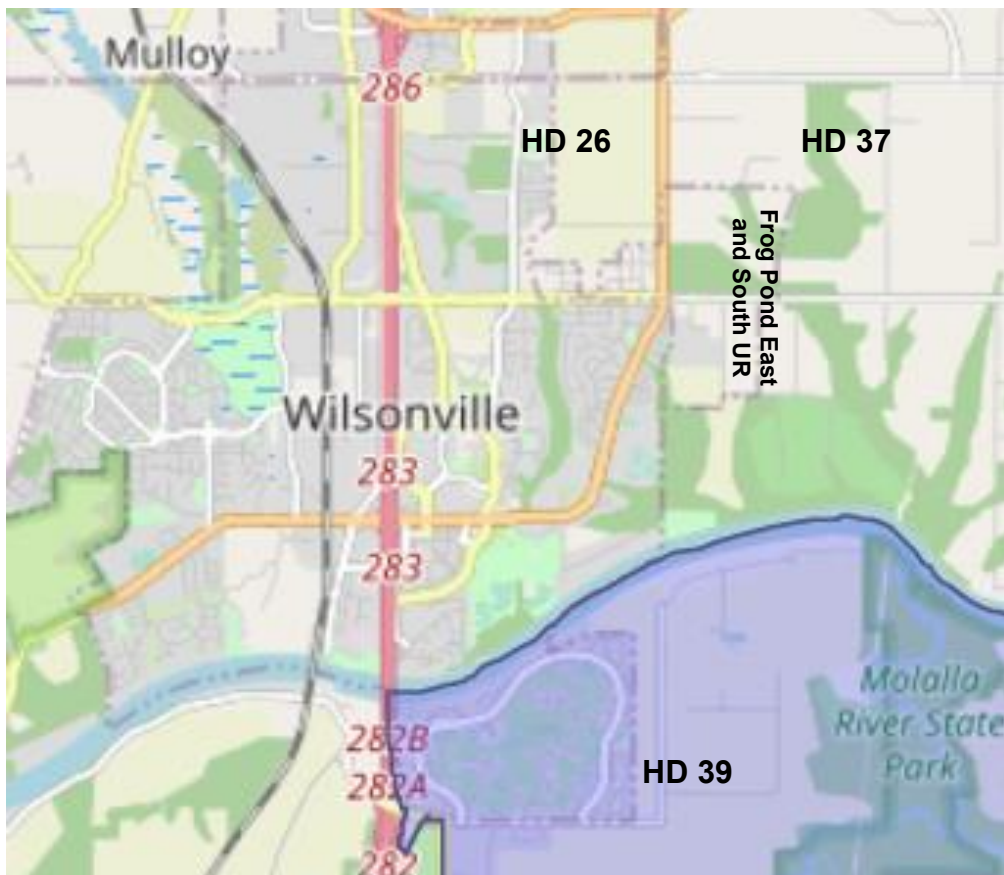 Mulloy
286
HD 26
HD 37
Frog Pond East
and South UR
Wilsonville
283
283
Molalla
River State
Park
282B
HD 39
282A
282